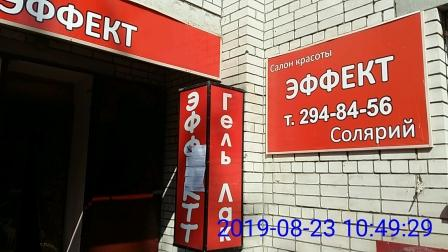 ЭФФЕКТ
Салон красоты
ЭФФЕКТ
т. 294-84-56
Солярий
ЭФФЕКТ
Гель Лак
2019-08-23 10:49:29